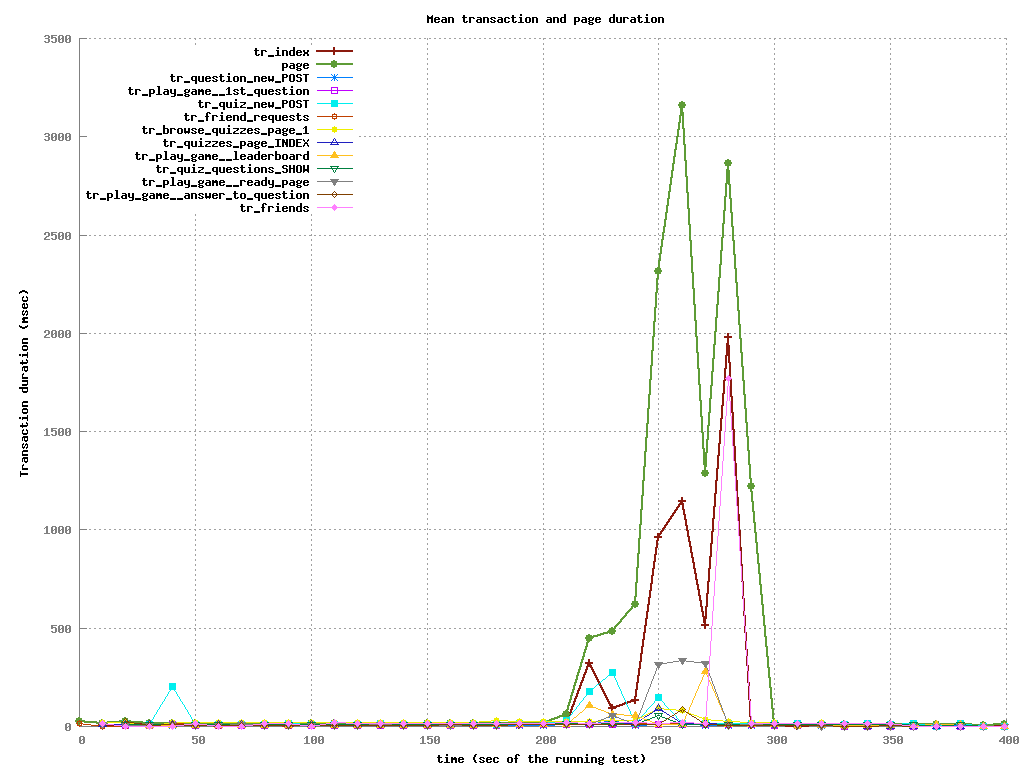 Mean transaction and page duration
3500
3000
2500
2000
1500
1000
500
0
Transaction duration (msec)
tr_index
page
tr_question_new_POST
tr_play_game__1st_question
tr_quiz_new_POST
tr_friend_requests
tr_browse_quizzes_page_1
tr_quizzes_page_INDEX
tr_play_game__leaderboard
tr_quiz_questions_SHOW
tr_play_game__ready_page
tr_play_game__answer_to_question
tr_friends
0 50 100 150 200 250 300 350 400
time (sec of the running test)